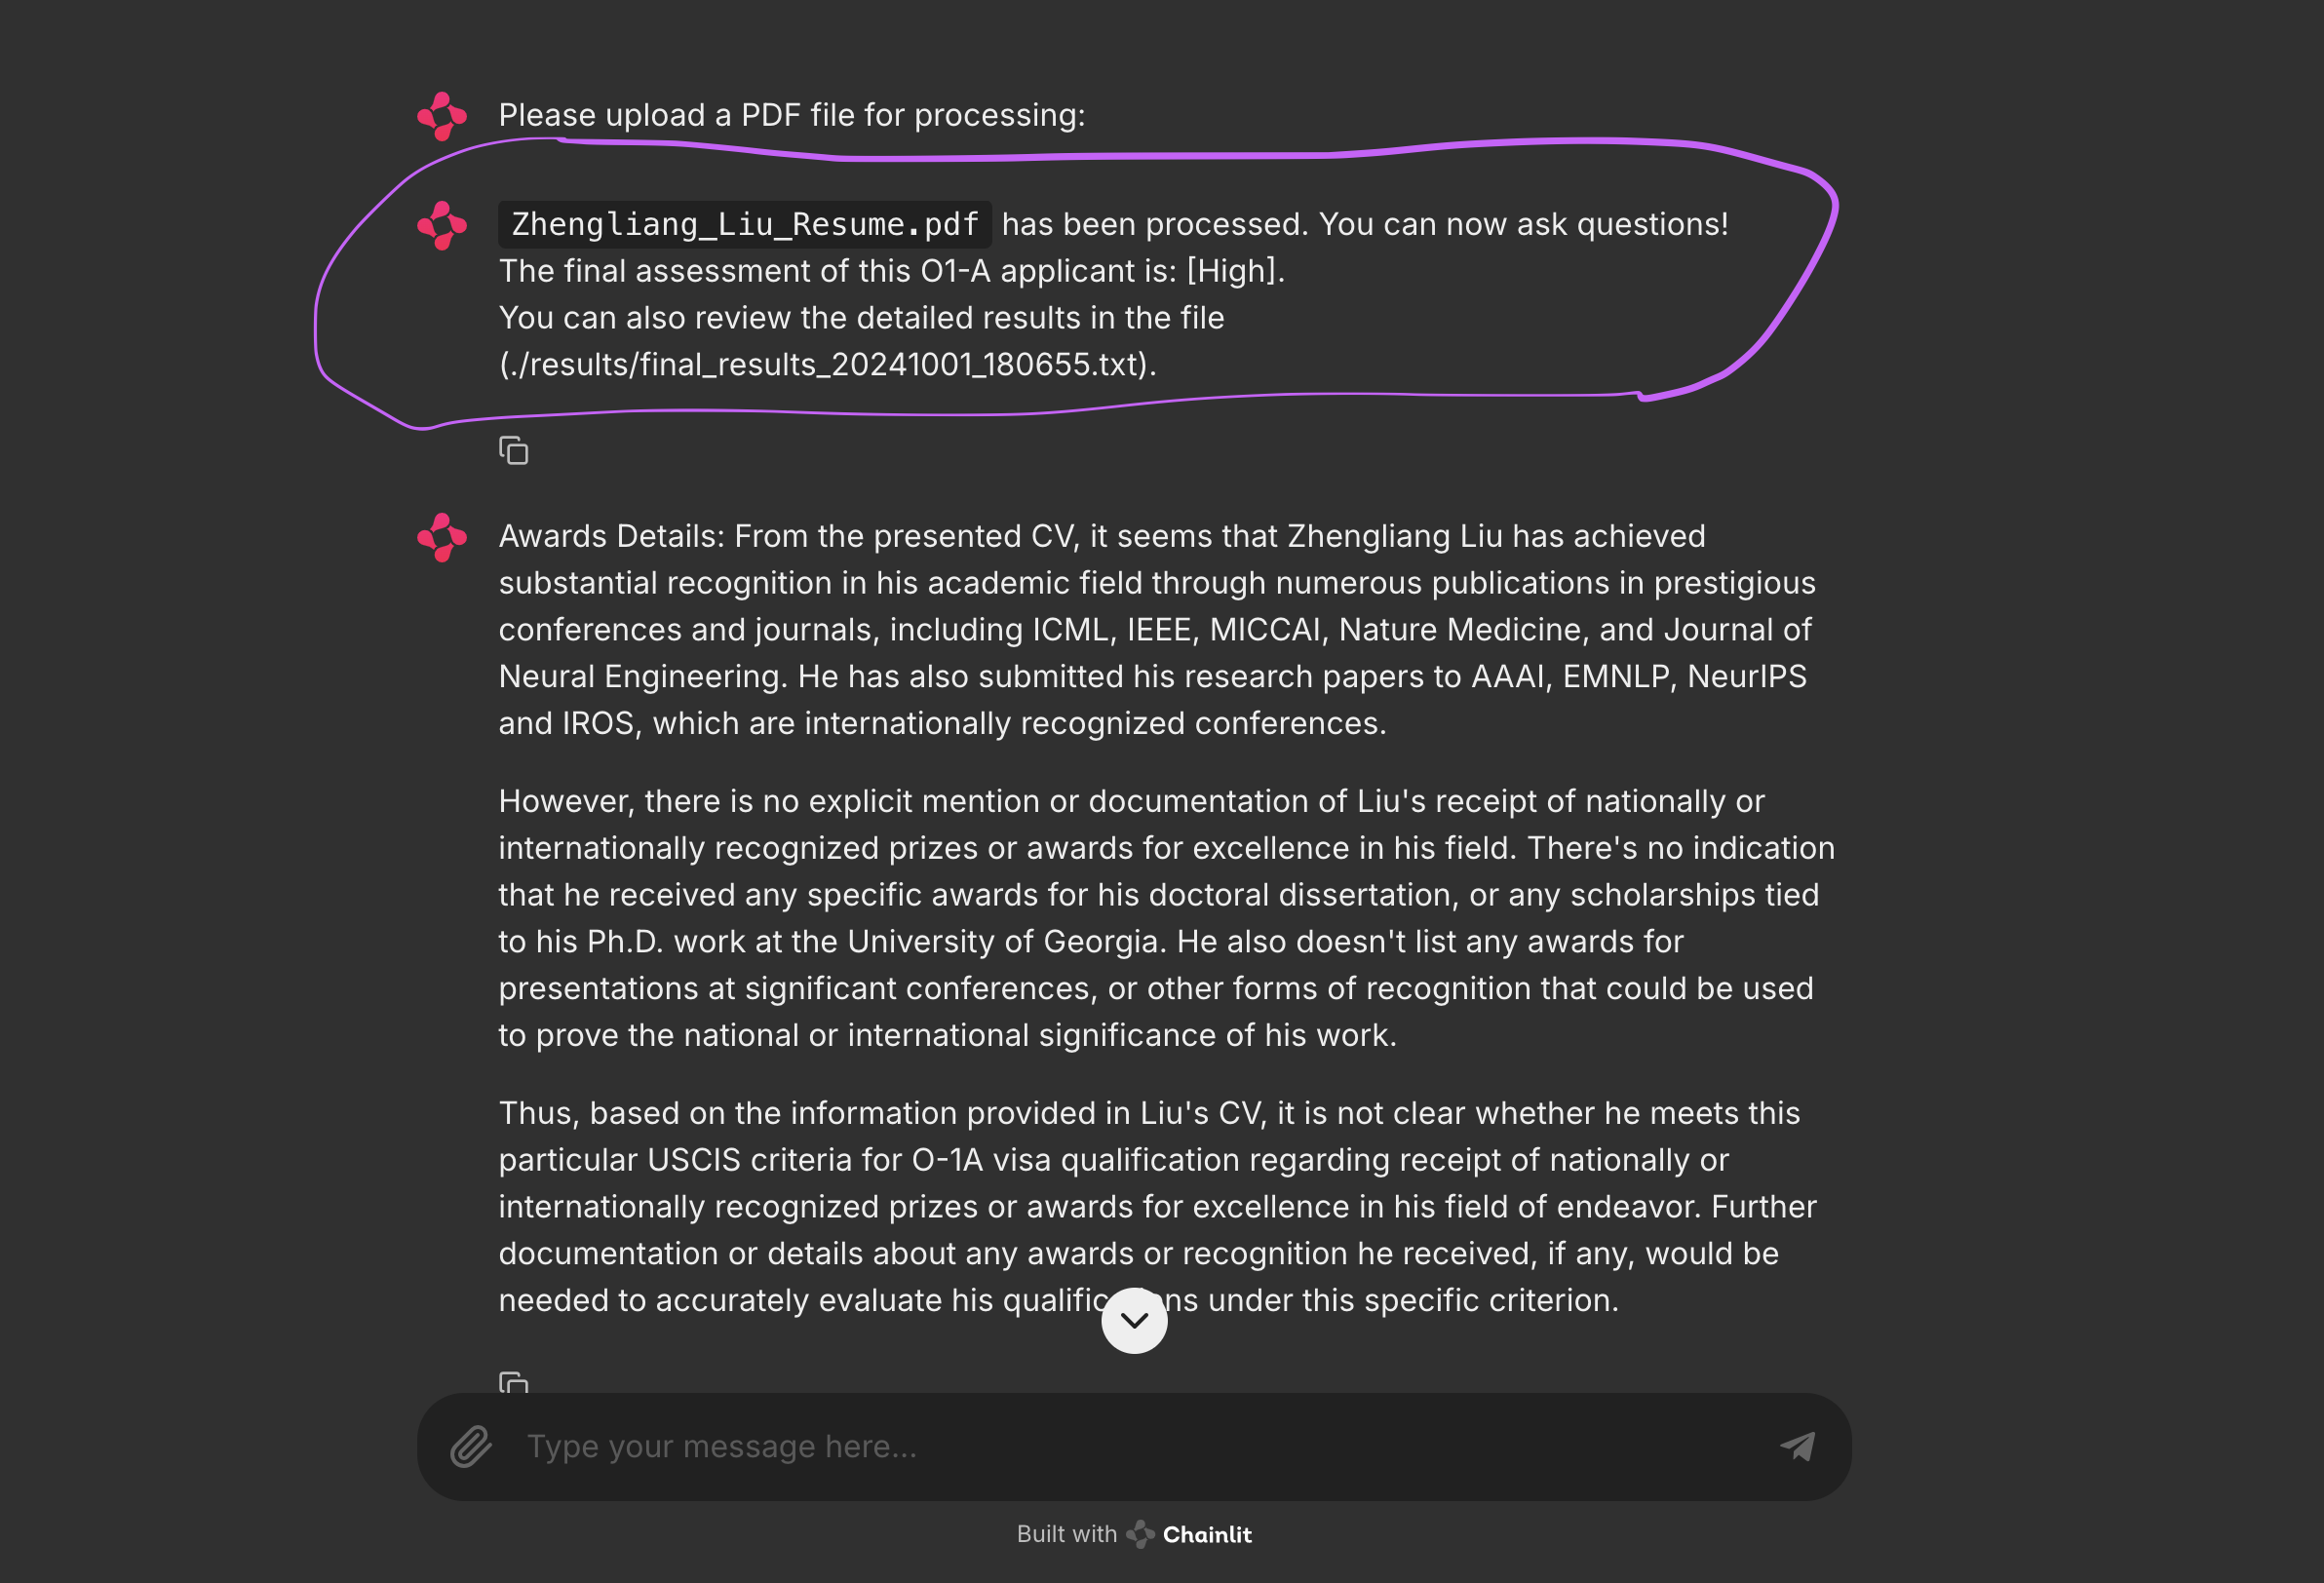 Please upload a PDF file for processing:
Zhengliang_Liu_Resume.pdf has been processed. You can now ask questions!
The final assessment of this O1-A applicant is: [High].
You can also review the detailed results in the file
(./results/final_results_20241001_180655.txt).
Awards Details: From the presented CV, it seems that Zhengliang Liu has achieved
substantial recognition in his academic field through numerous publications in prestigious
conferences and journals, including ICML, IEEE, MICCAI, Nature Medicine, and Journal of
Neural Engineering. He has also submitted his research papers to AAAI, EMNLP, NeurIPS
and IROS, which are internationally recognized conferences.
However, there is no explicit mention or documentation of Liu's receipt of nationally or
internationally recognized prizes or awards for excellence in his field. There's no indication
that he received any specific awards for his doctoral dissertation, or any scholarships tied
to his Ph.D. work at the University of Georgia. He also doesn't list any awards for
presentations at significant conferences, or other forms of recognition that could be used
to prove the national or international significance of his work.
Thus, based on the information provided in Liu's CV, it is not clear whether he meets this
particular USCIS criteria for O-1A visa qualification regarding receipt of nationally or
internationally recognized prizes or awards for excellence in his field of endeavor. Further
documentation or details about any awards or recognition he received, if any, would be
needed to accurately evaluate his under this specific criterion.
Type your message here...
Built with Chainlit